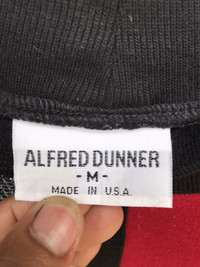 ALFRED DUNNER
- M -
MADE IN U.S.A.